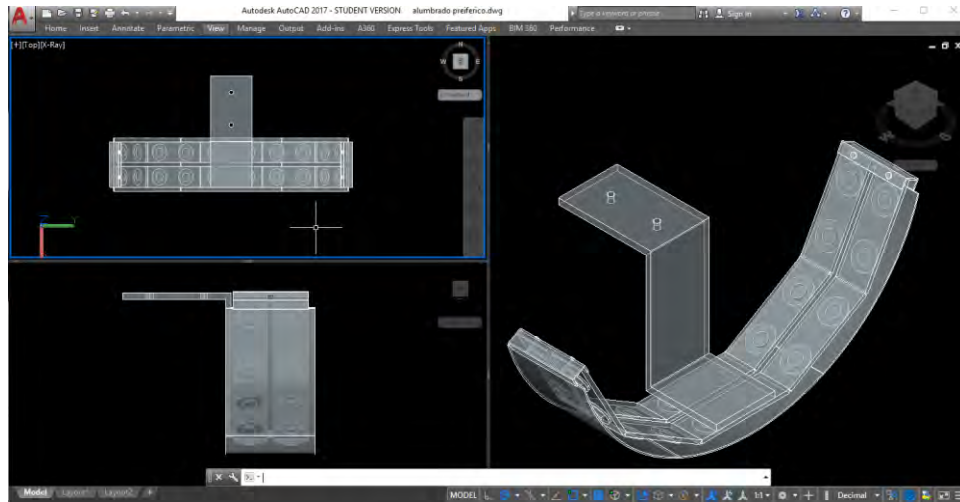 Autodesk AutoCAD 2017 - STUDENT VERSION alumbrado preiferico.dwg
Type a keyword or phrase
Sign In
Home Insert Annotate Parametric View Manage Output Add-ins A360 Express Tools Featured Apps BIM 360 Performance
[+][Top][X-Ray]
N
W E
S
Y
W
Model Layout1 Layout2 +
MODEL
1:1
Decimal